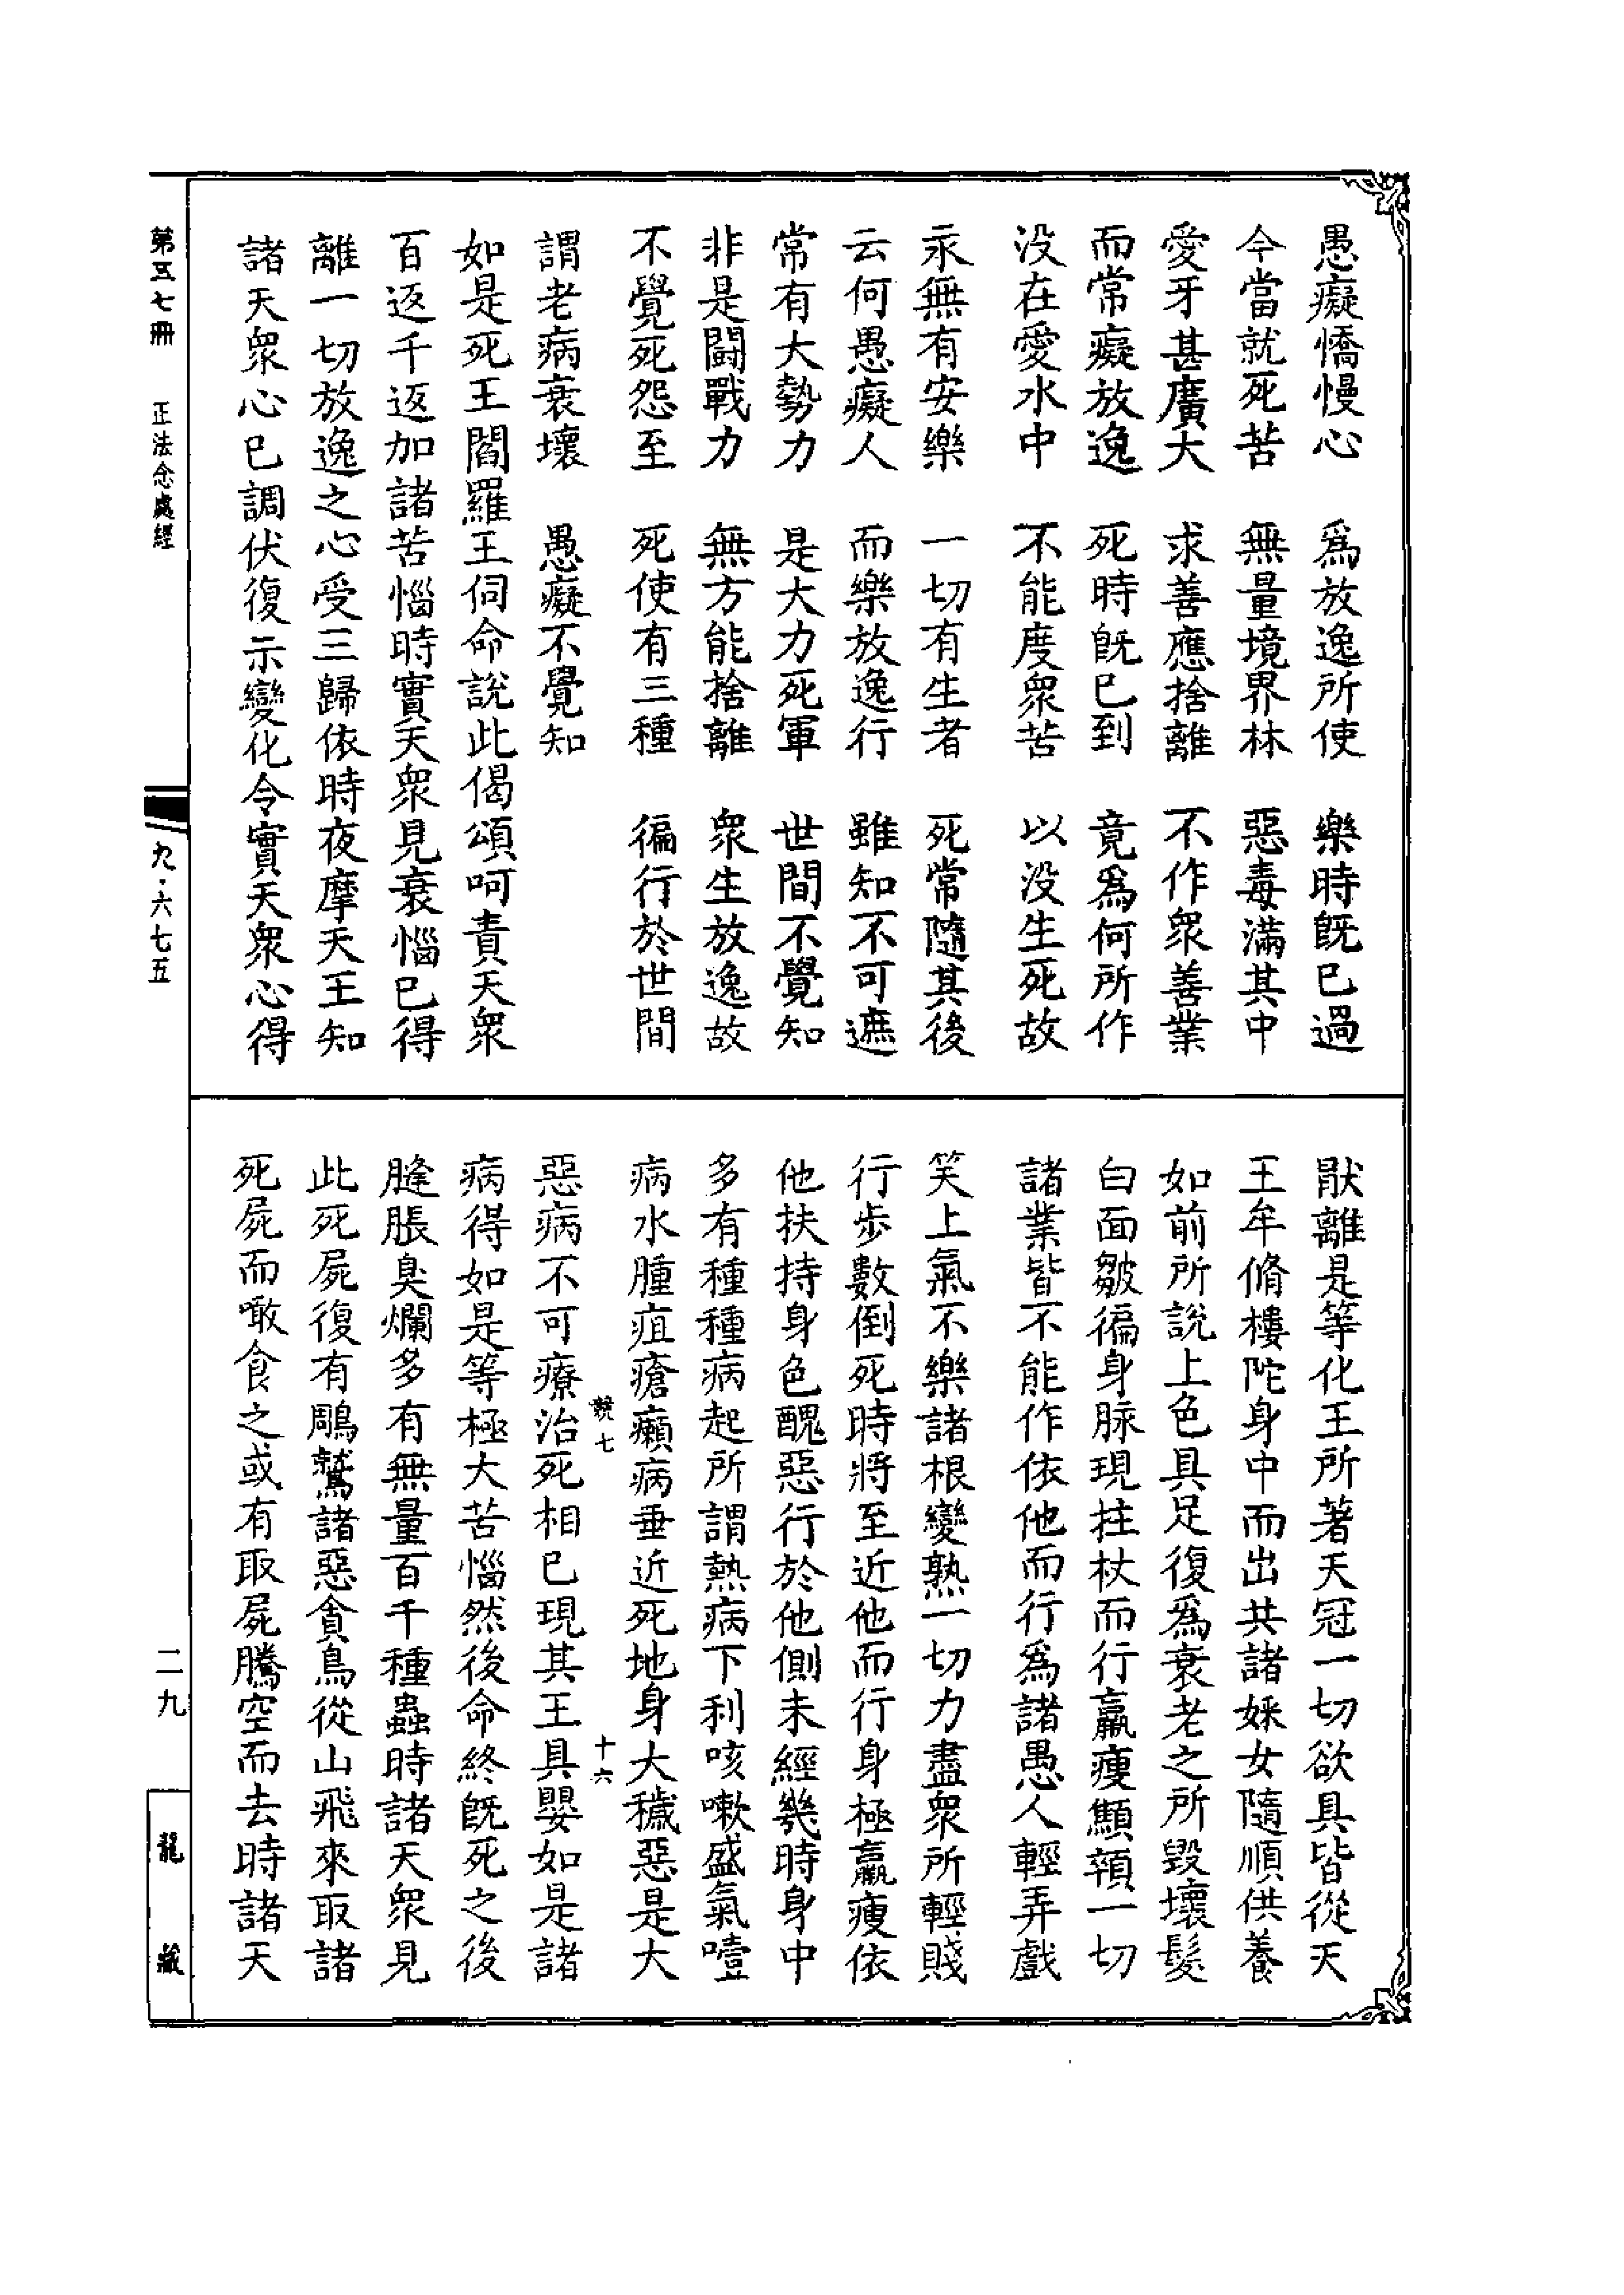 愚癡憍慢心　為放逸所使　樂時旣已過
今當就死苦　無量境界林　惡毒滿其中
愛牙甚廣大　求善應捨離　不作衆善業
而常癡放逸　死時旣已到　竟為何所作
没在愛水中　不能度衆苦　以没生死故
永無有安樂　一切有生者　死常隨其後
云何愚癡人　而樂放逸行　雖知不可遮
常有大勢力　是大力死軍　世間不覺知
非是鬪戰力　無方能捨離　衆生放逸故
不覺死怨至　死使有三種　徧行於世間
謂老病衰壞　愚癡不覺知
如是死王閻羅王伺命說此偈頌呵責天衆
百返千返加諸苦惱時實天衆見衰惱已得
離一切放逸之心受三歸依時夜摩天王知
諸天衆心已調伏復示變化令實天衆心得
猒離是等化王所著天冠一切欲具皆從天
王牟脩樓陀身中而出共諸婇女隨順供養
如前所說上色具足復為衰老之所毀壞髮
白面皺徧身脉現拄杖而行羸瘦顦顇一切
諸業皆不能作依他而行為諸愚人輕弄戲
笑上氣不樂諸根變熟一切力盡衆所輕賤
行步數倒死時將至近他而行身極羸瘦依
他扶持身色醜惡行於他側未經幾時身中
多有種種病起所謂熱病下利咳嗽盛氣噎
病水腫疽瘡癩病垂近死地身大穢惡是大
惡病不可療治死相已現其王具嬰如是諸
病得如是等極大苦惱然後命終旣死之後
膖脹臭爛多有無量百千種蟲時諸天衆見
此死屍復有鵰鷲諸惡貪鳥從山飛來取諸
死屍而噉食之或有取屍騰空而去時諸天
競七
十六
第五七冊　正法念處經
九·六七五
二九
龍藏